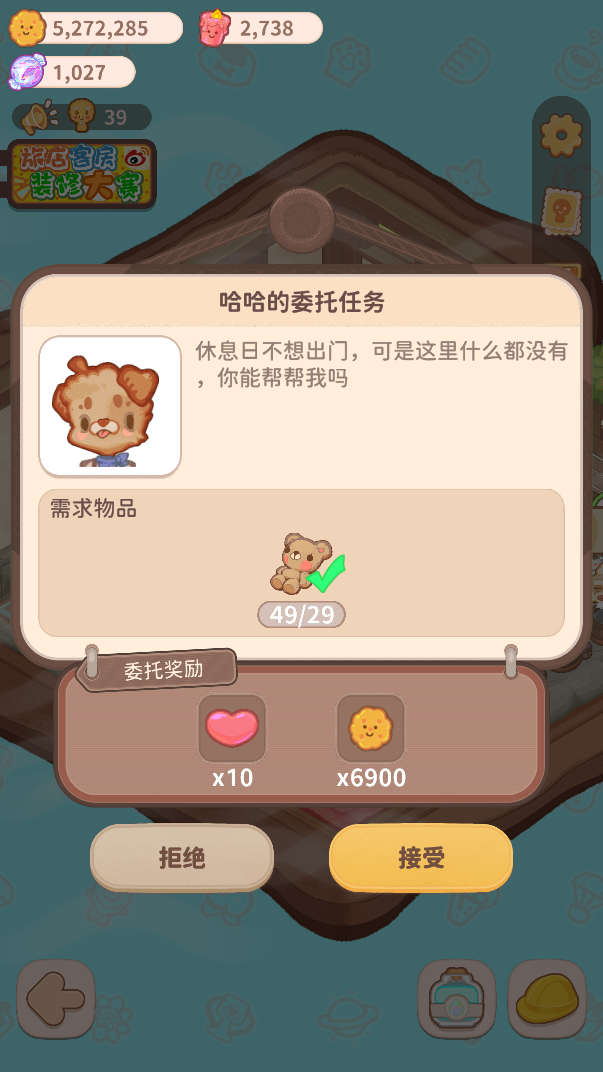 5,272,285
2,738
1,027
39
旅店客房
装修大赛
哈哈的委托任务
休息日不想出门，可是这里什么都没有
，你能帮帮我吗
需求物品
49/29
委托奖励
x10
x6900
拒绝
接受